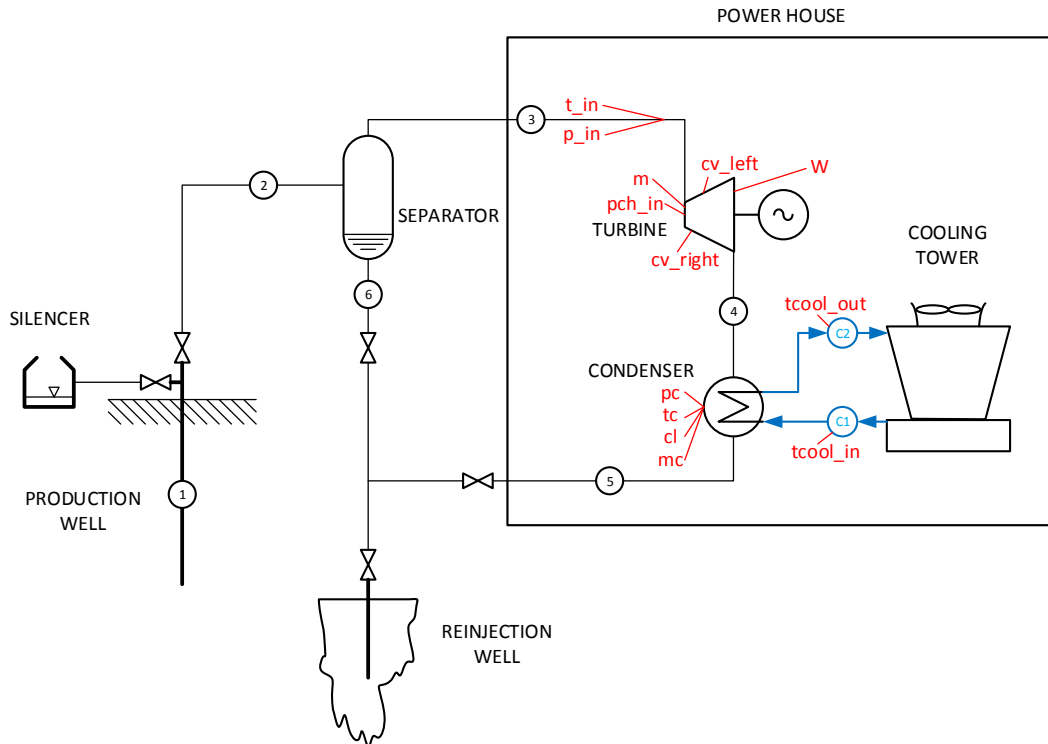 POWER HOUSE
3
t_in
p_in
cv_left
W
m
pch_in
TURBINE
cv_right
2
SEPARATOR
COOLING
TOWER
6
4
tcool_out
C2
SILENCER
CONDENSER
pc
tc
cl
mc
C1
tcool_in
5
PRODUCTION
WELL
1
REINJECTION
WELL